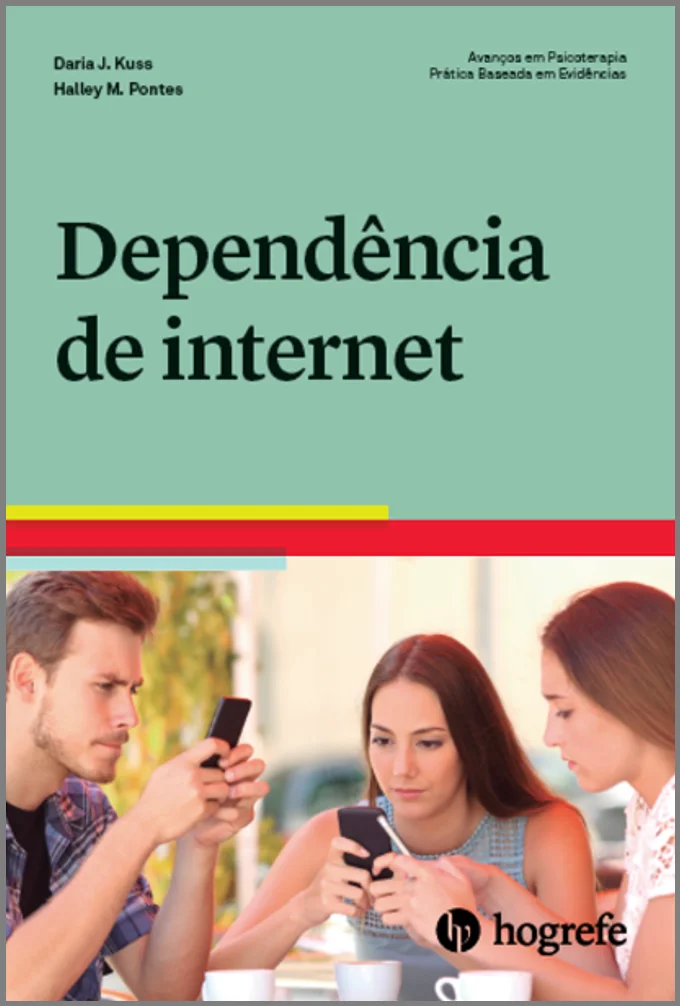 Daria J. Kuss
Halley M. Pontes
Avanços em Psicoterapia
Prática Baseada em Evidências
Dependência
de internet
hogrefe